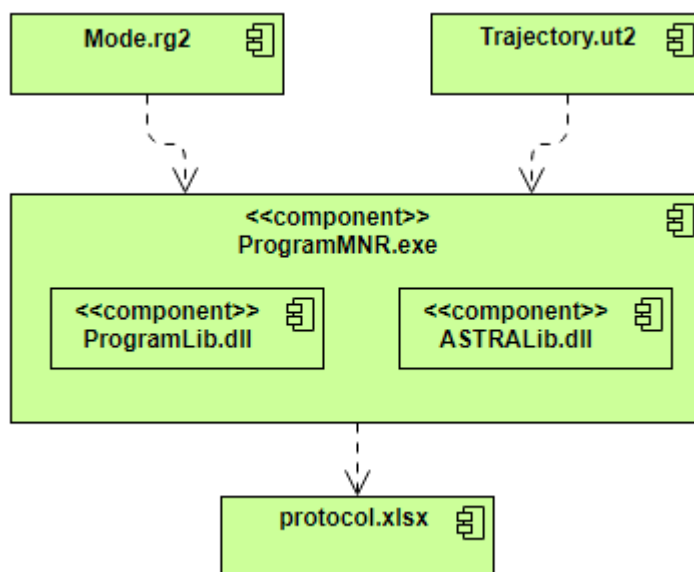 Mode.rg2
Trajectory.ut2
<<component>>
ProgramMNR.exe
<<component>>
ProgramLib.dll
<<component>>
ASTRALib.dll
protocol.xlsx